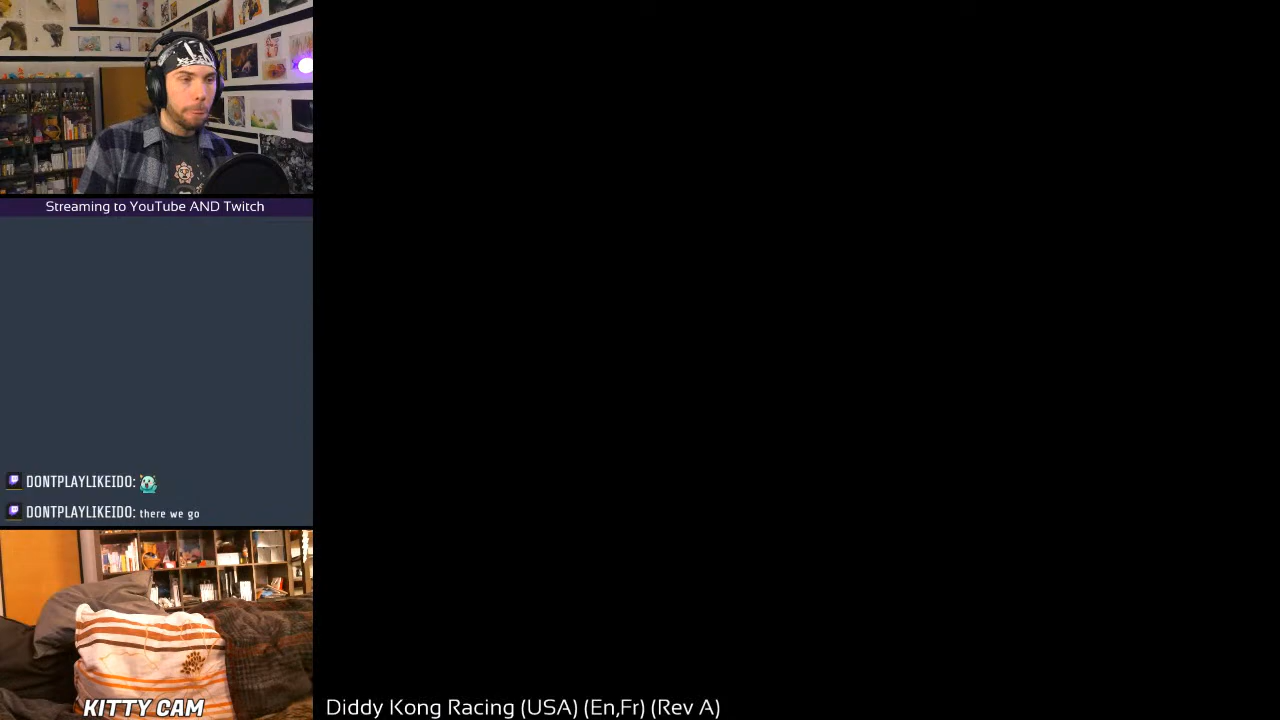 Streaming to YouTube AND Twitch
DONTPLAYLIKEIDO:
DONTPLAYLIKEIDO: there we go
KITTY CAM
Diddy Kong Racing (USA) (En,Fr) (Rev A)